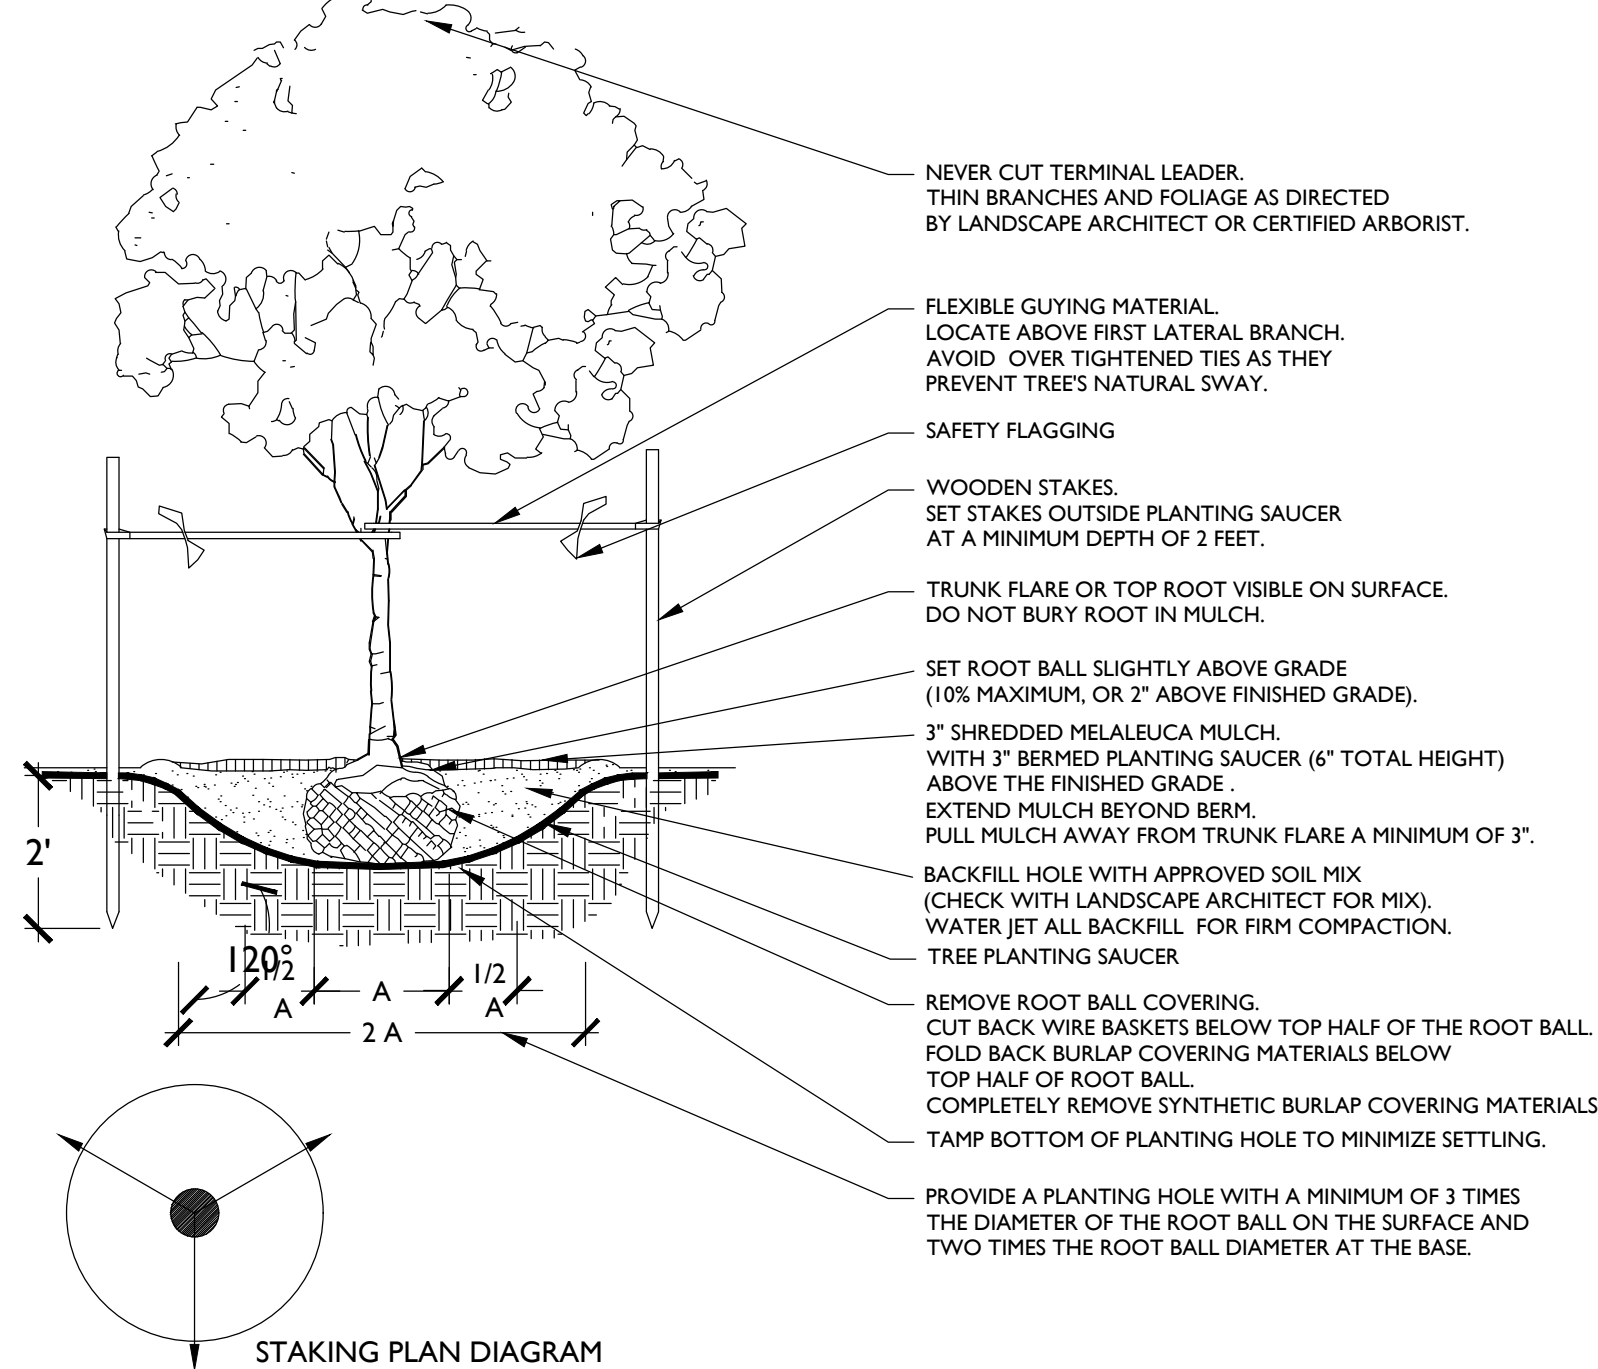 NEVER CUT TERMINAL LEADER.
THIN BRANCHES AND FOLIAGE AS DIRECTED
BY LANDSCAPE ARCHITECT OR CERTIFIED ARBORIST.
FLEXIBLE GUYING MATERIAL.
LOCATE ABOVE FIRST LATERAL BRANCH.
AVOID OVER TIGHTENED TIES AS THEY
PREVENT TREE'S NATURAL SWAY.
SAFETY FLAGGING
WOODEN STAKES.
SET STAKES OUTSIDE PLANTING SAUCER
AT A MINIMUM DEPTH OF 2 FEET.
TRUNK FLARE OR TOP ROOT VISIBLE ON SURFACE.
DO NOT BURY ROOT IN MULCH.
SET ROOT BALL SLIGHTLY ABOVE GRADE
(10% MAXIMUM, OR 2" ABOVE FINISHED GRADE).
3" SHREDDED MELALEUCA MULCH.
WITH 3" BERMED PLANTING SAUCER (6" TOTAL HEIGHT)
ABOVE THE FINISHED GRADE .
EXTEND MULCH BEYOND BERM.
PULL MULCH AWAY FROM TRUNK FLARE A MINIMUM OF 3".
BACKFILL HOLE WITH APPROVED SOIL MIX
(CHECK WITH LANDSCAPE ARCHITECT FOR MIX).
WATER JET ALL BACKFILL FOR FIRM COMPACTION.
TREE PLANTING SAUCER
REMOVE ROOT BALL COVERING.
CUT BACK WIRE BASKETS BELOW TOP HALF OF THE ROOT BALL.
FOLD BACK BURLAP COVERING MATERIALS BELOW
TOP HALF OF ROOT BALL.
COMPLETELY REMOVE SYNTHETIC BURLAP COVERING MATERIALS
TAMP BOTTOM OF PLANTING HOLE TO MINIMIZE SETTLING.
PROVIDE A PLANTING HOLE WITH A MINIMUM OF 3 TIMES
THE DIAMETER OF THE ROOT BALL ON THE SURFACE AND
TWO TIMES THE ROOT BALL DIAMETER AT THE BASE.
2'
120°
1/2
A
A
1/2
A
2 A
STAKING PLAN DIAGRAM